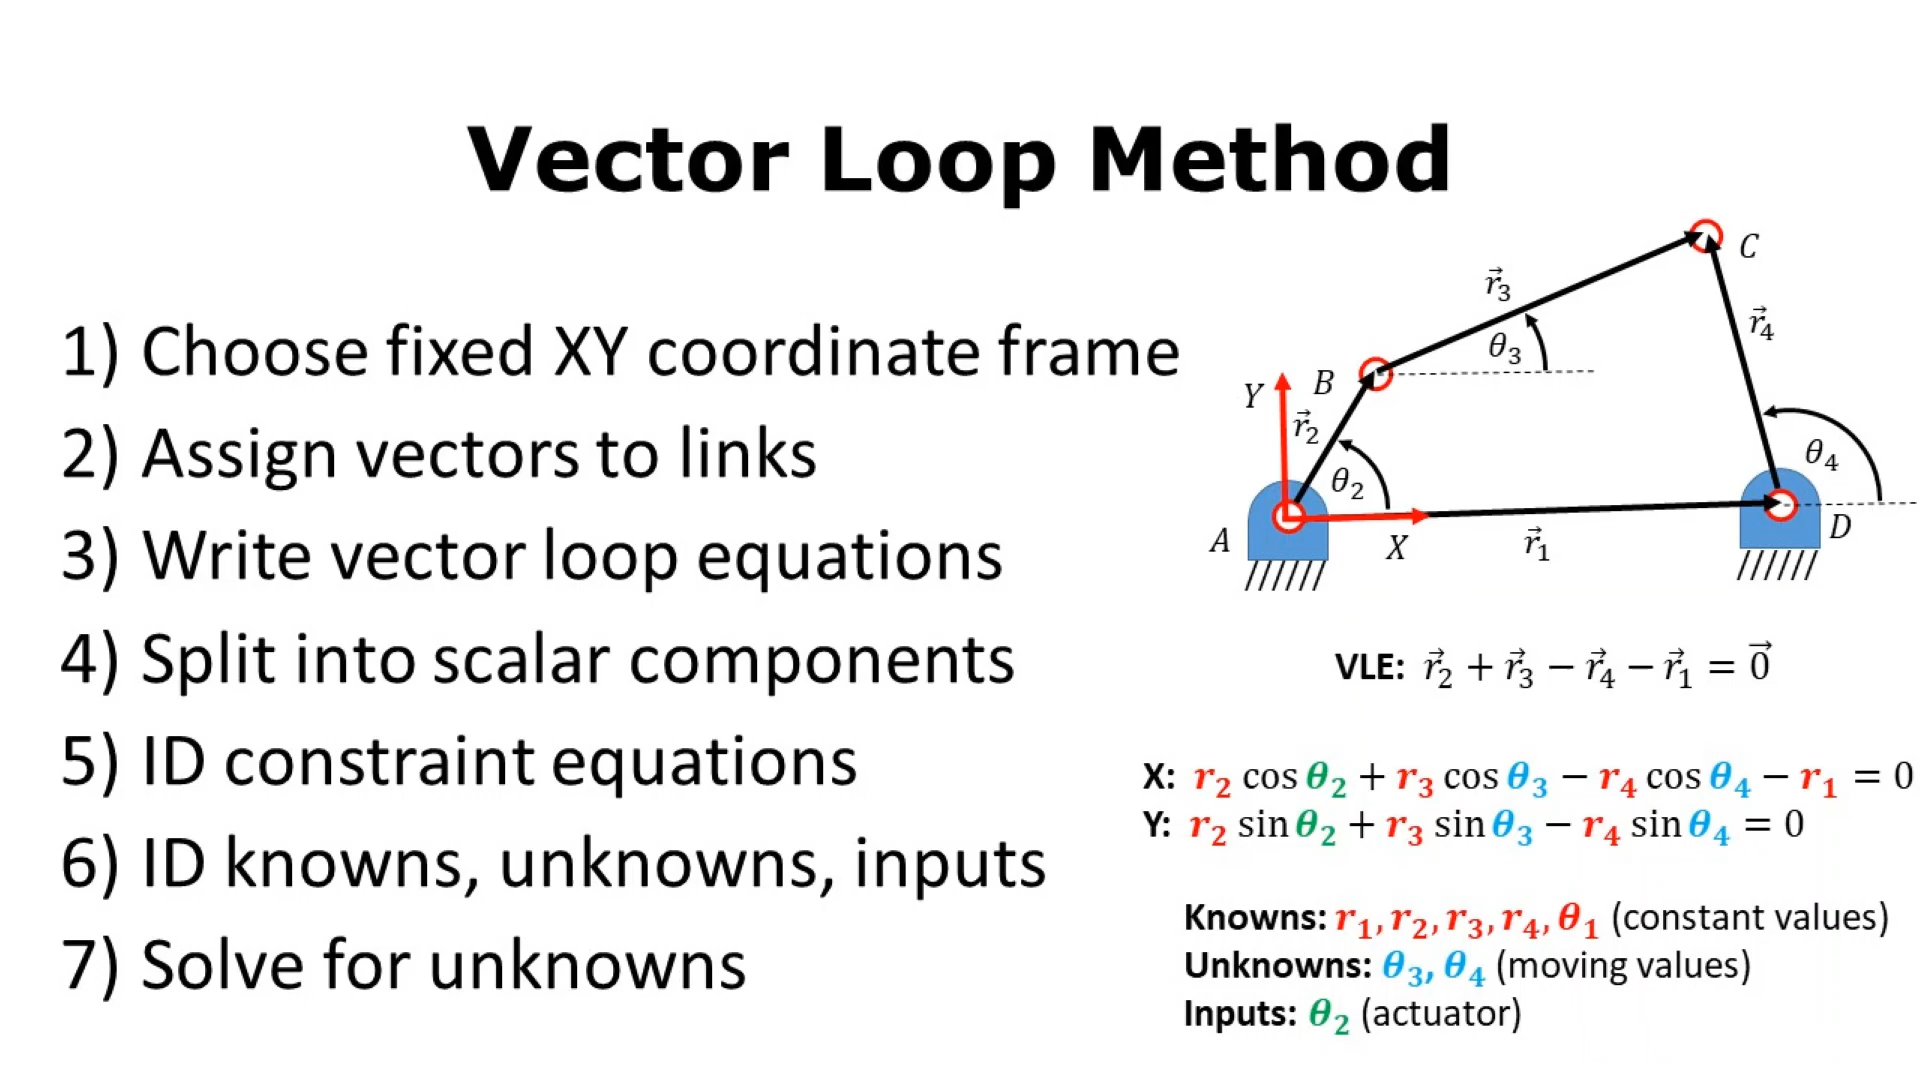 Vector Loop Method
1) Choose fixed XY coordinate frame
2) Assign vectors to links
3) Write vector loop equations
4) Split into scalar components
5) ID constraint equations
6) ID knowns, unknowns, inputs
7) Solve for unknowns
C
r⃗₃
r⃗₄
θ₃
B
Y
r⃗₂
θ₂
θ₄
A
X
r⃗₁
D
VLE: r⃗₂ + r⃗₃ − r⃗₄ − r⃗₁ = 0⃗
X: r₂ cos θ₂ + r₃ cos θ₃ − r₄ cos θ₄ − r₁ = 0
Y: r₂ sin θ₂ + r₃ sin θ₃ − r₄ sin θ₄ = 0
Knowns: r₁, r₂, r₃, r₄, θ₁ (constant values)
Unknowns: θ₃, θ₄ (moving values)
Inputs: θ₂ (actuator)